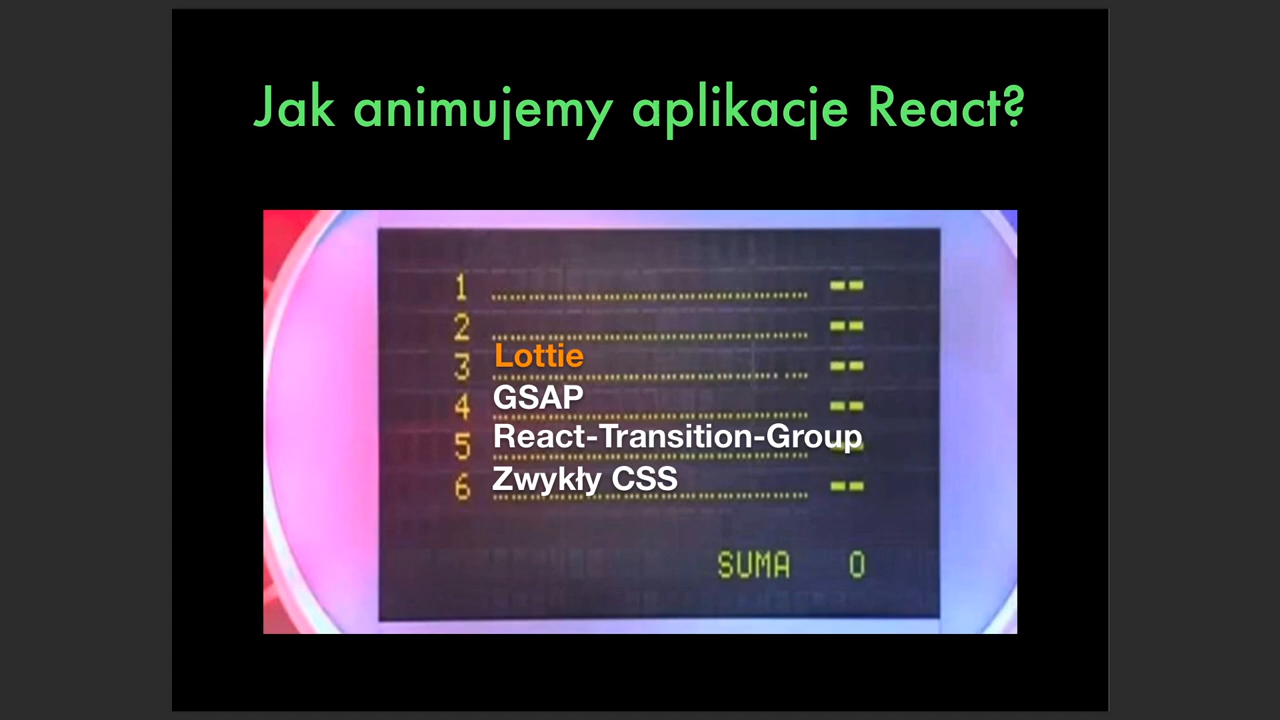 Jak animujemy aplikacje React?
1 ........................................ --
2 ........................................ --
3 Lottie --
4 GSAP --
5 React-Transition-Group --
6 Zwykły CSS --
SUMA 0